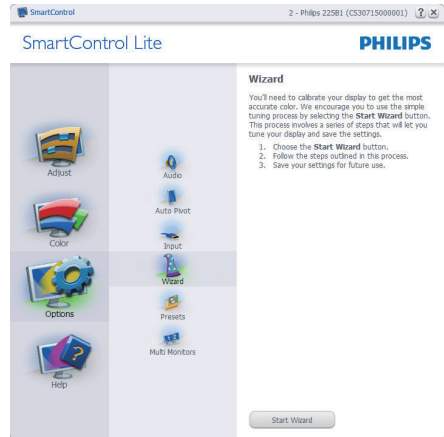 SmartControl
2 - Philips 225B1 (CS30715000001)
SmartControl Lite
PHILIPS
Adjust
Color
Options
Help
Audio
Auto Pivot
Input
Wizard
Presets
Multi Monitors
Wizard
You'll need to calibrate your display to get the most
accurate color. We encourage you to use the simple
tuning process by selecting the Start Wizard button.
This process involves a series of steps that will let you
tune your display and save the settings.
1. Choose the Start Wizard button.
2. Follow the steps outlined in this process.
3. Save your settings for future use.
Start Wizard